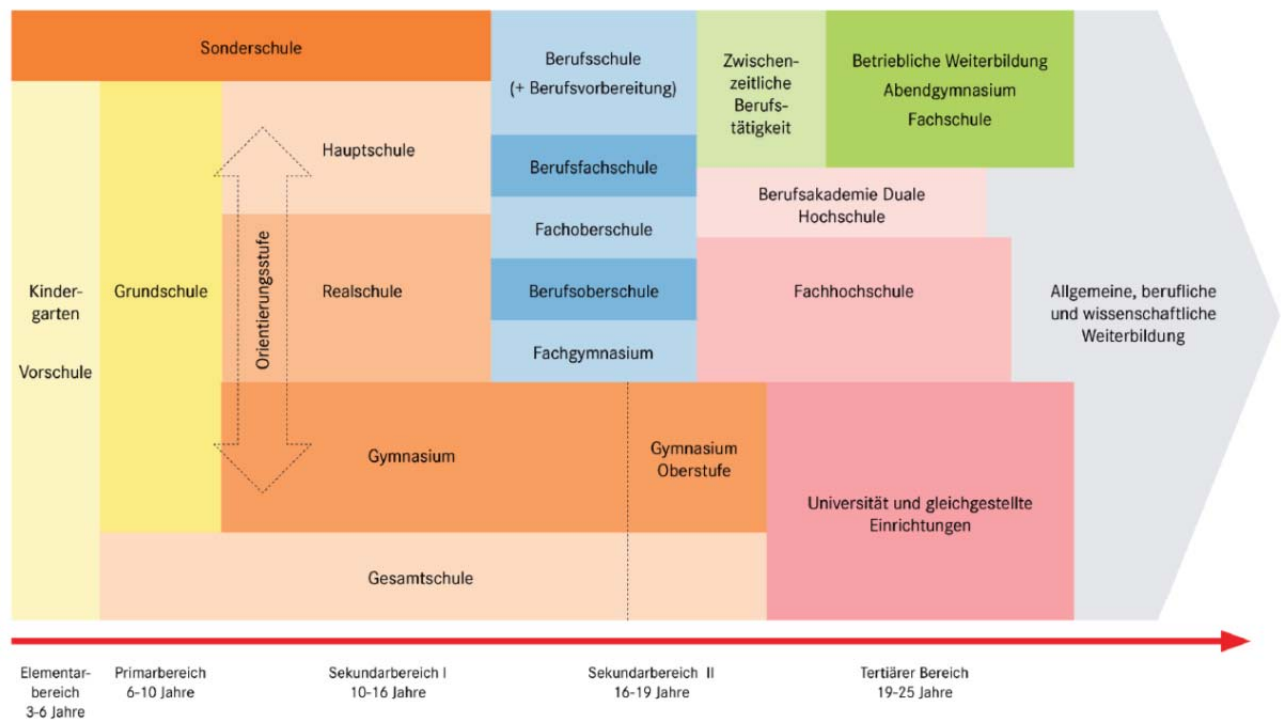 Sonderschule
Berufsschule
(+ Berufsvorbereitung)
Zwischen-
zeitliche
Berufs-
tätigkeit
Betriebliche Weiterbildung
Abendgymnasium
Fachschule
Hauptschule
Berufsfachschule
Berufsakademie Duale
Hochschule
Fachoberschule
Kinder-
garten
Vorschule
Grundschule
Orientierungsstufe
Realschule
Berufsoberschule
Fachhochschule
Allgemeine, berufliche
und wissenschaftliche
Weiterbildung
Fachgymnasium
Gymnasium
Gymnasium
Oberstufe
Universität und gleichgestellte
Einrichtungen
Gesamtschule
Elementar-
bereich
3-6 Jahre
Primarbereich
6-10 Jahre
Sekundarbereich I
10-16 Jahre
Sekundarbereich II
16-19 Jahre
Tertiärer Bereich
19-25 Jahre